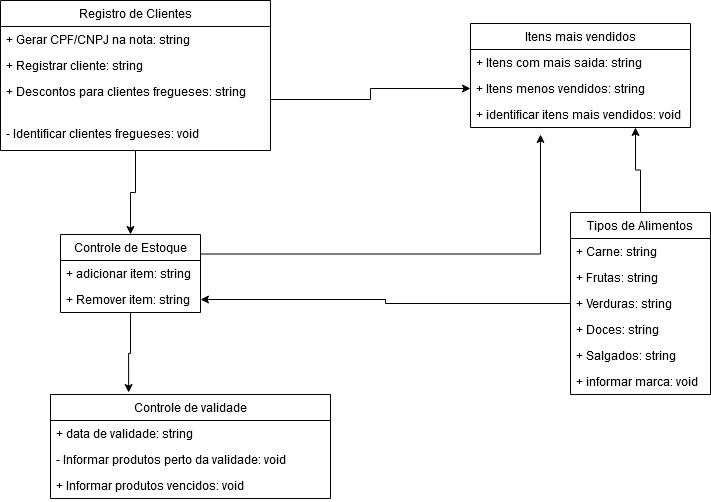 Registro de Clientes
+ Gerar CPF/CNPJ na nota: string
+ Registrar cliente: string
+ Descontos para clientes fregueses: string
- Identificar clientes fregueses: void
Itens mais vendidos
+ Itens com mais saida: string
+ Itens menos vendidos: string
+ identificar itens mais vendidos: void
Controle de Estoque
+ adicionar item: string
+ Remover item: string
Tipos de Alimentos
+ Carne: string
+ Frutas: string
+ Verduras: string
+ Doces: string
+ Salgados: string
+ informar marca: void
Controle de validade
+ data de validade: string
- Informar produtos perto da validade: void
+ Informar produtos vencidos: void